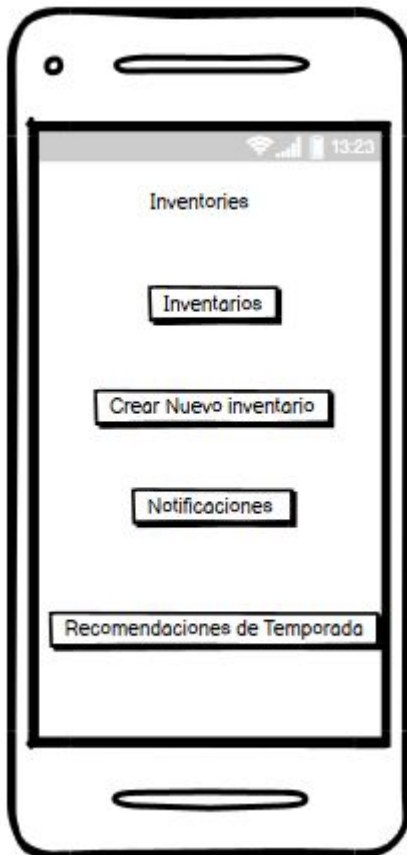 13:23
Inventories
Inventarios
Crear Nuevo inventario
Notificaciones
Recomendaciones de Temporada